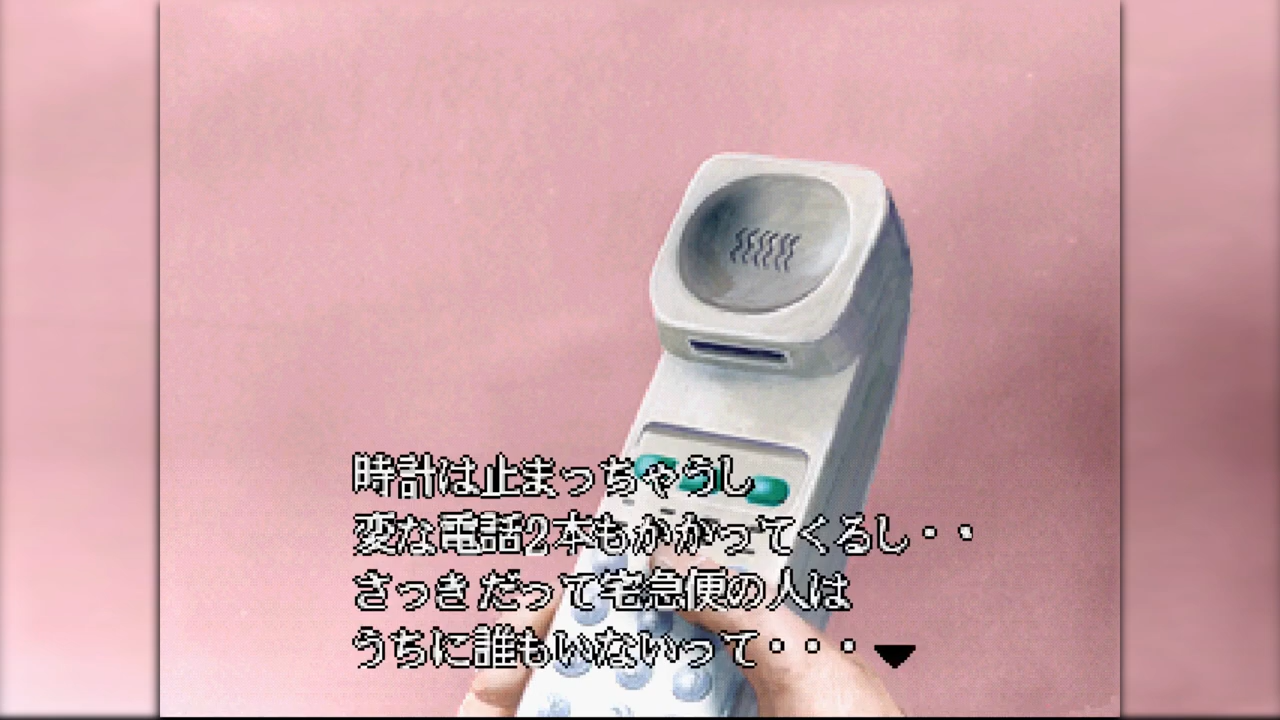 時計は止まっちゃうし
変な電話2本もかかってくるし・・
さっきだって宅急便の人は
うちに誰もいないって・・・